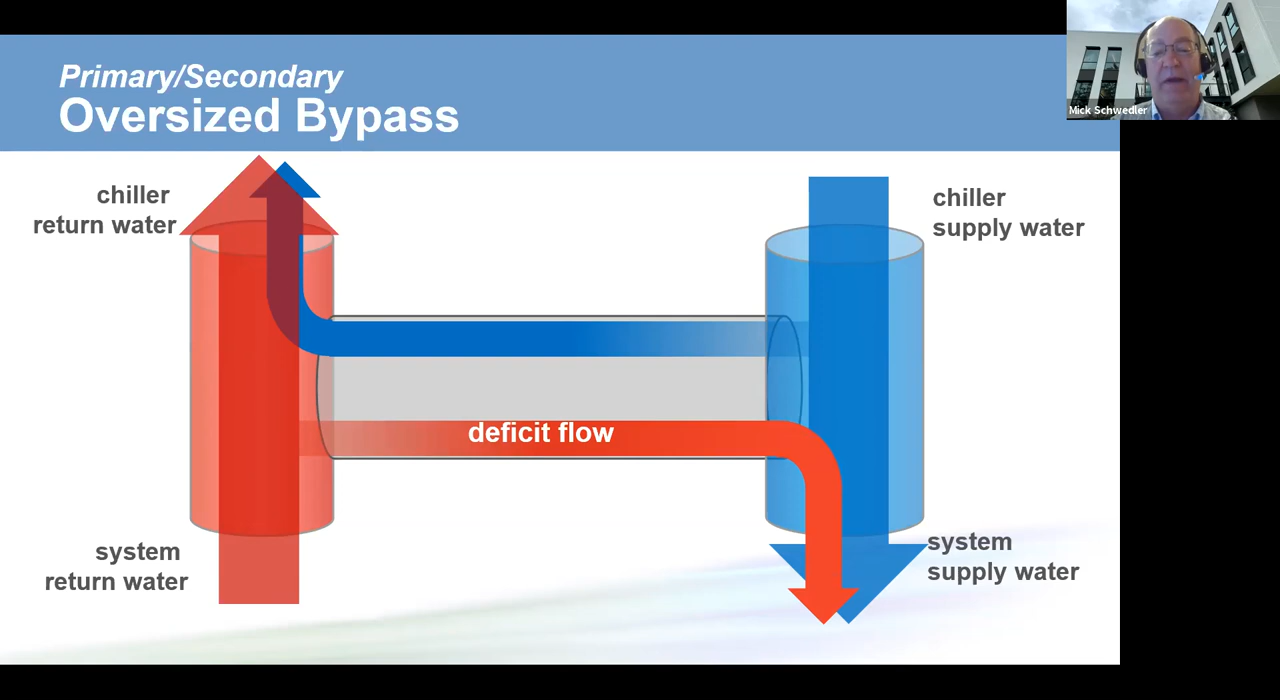 Primary/Secondary
Oversized Bypass
Mick Schwedler
chiller
return water
chiller
supply water
deficit flow
system
return water
system
supply water